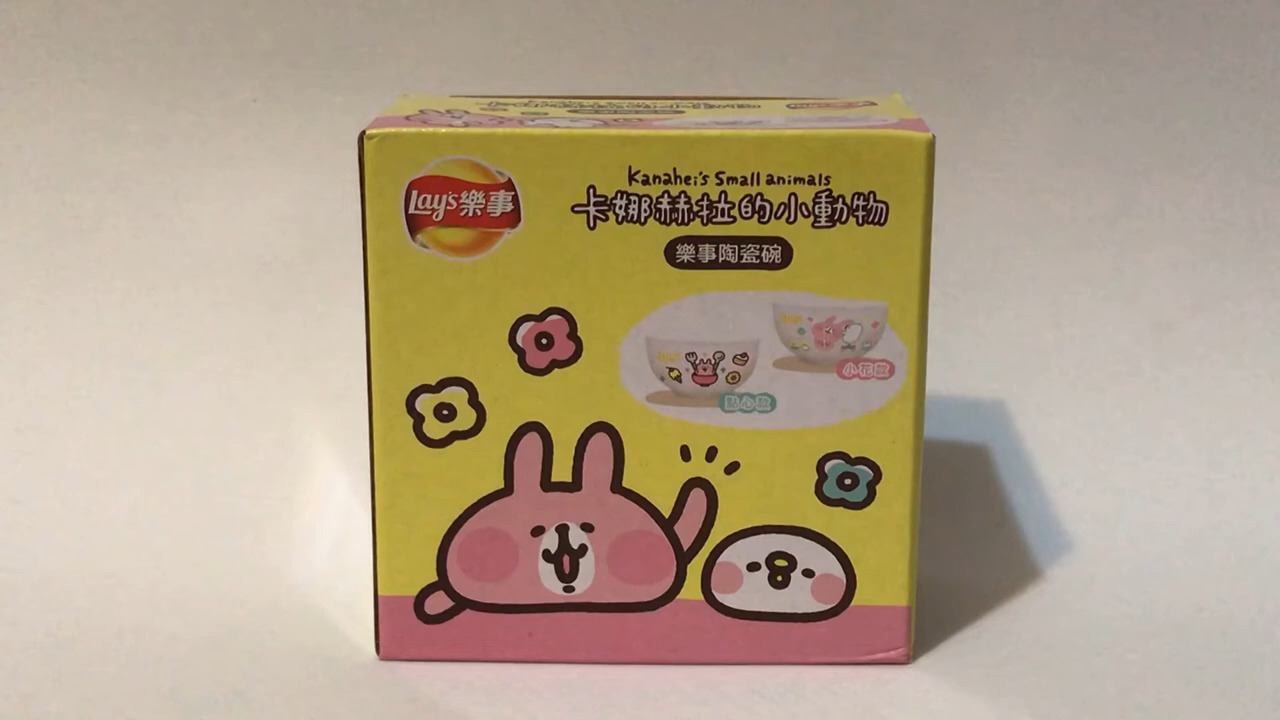 Lay's樂事
Kanahei's Small animals
卡娜赫拉的小動物
樂事陶瓷碗
小花款
點心款